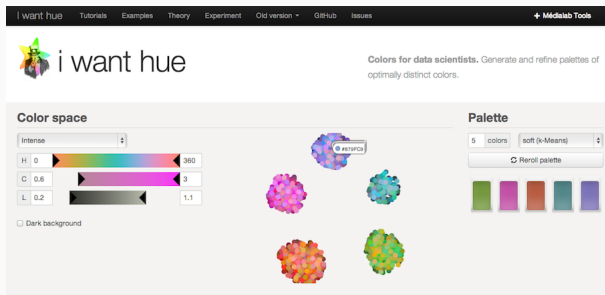 i want hue Tutorials Examples Theory Experiment Old version GitHub Issues + Médialab Tools
i want hue
Colors for data scientists. Generate and refine palettes of
optimally distinct colors.
Color space
Intense
H 0 360
C 0.6 3
L 0.2 1.1
Dark background
Palette
5 colors soft (k-Means)
Reroll palette